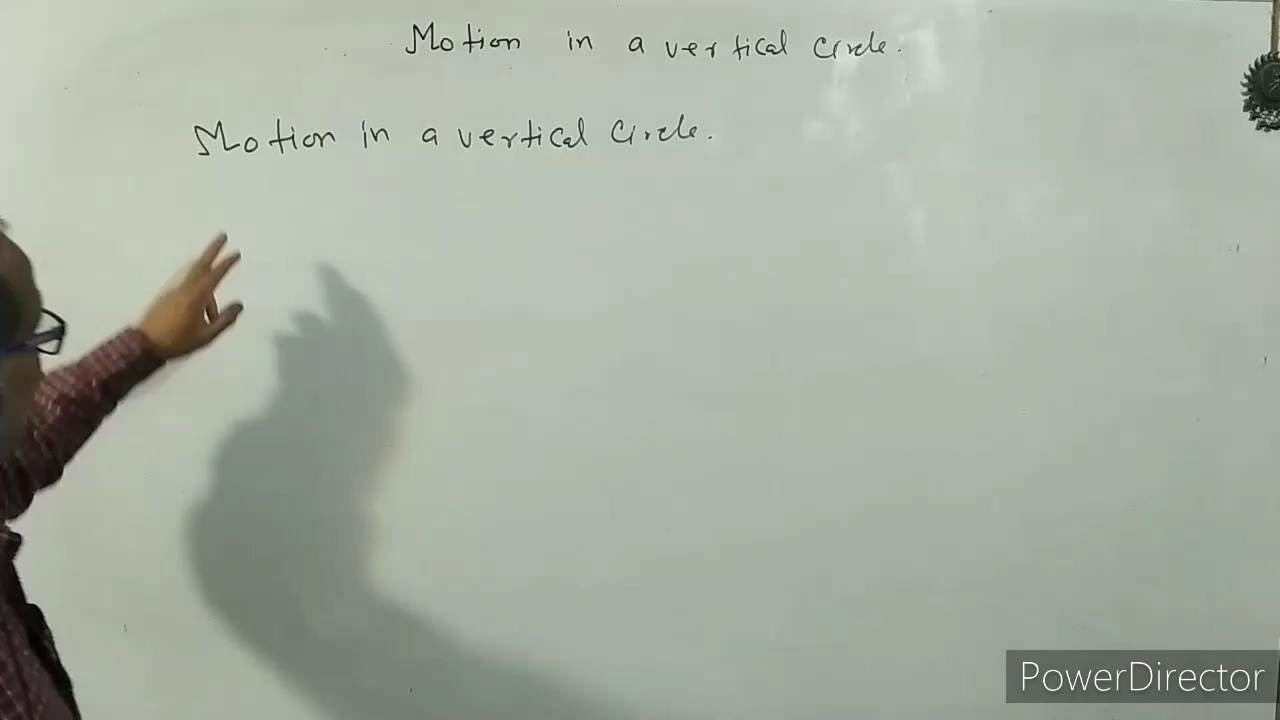 Motion in a vertical Circle.
Motion in a vertical Circle.
PowerDirector